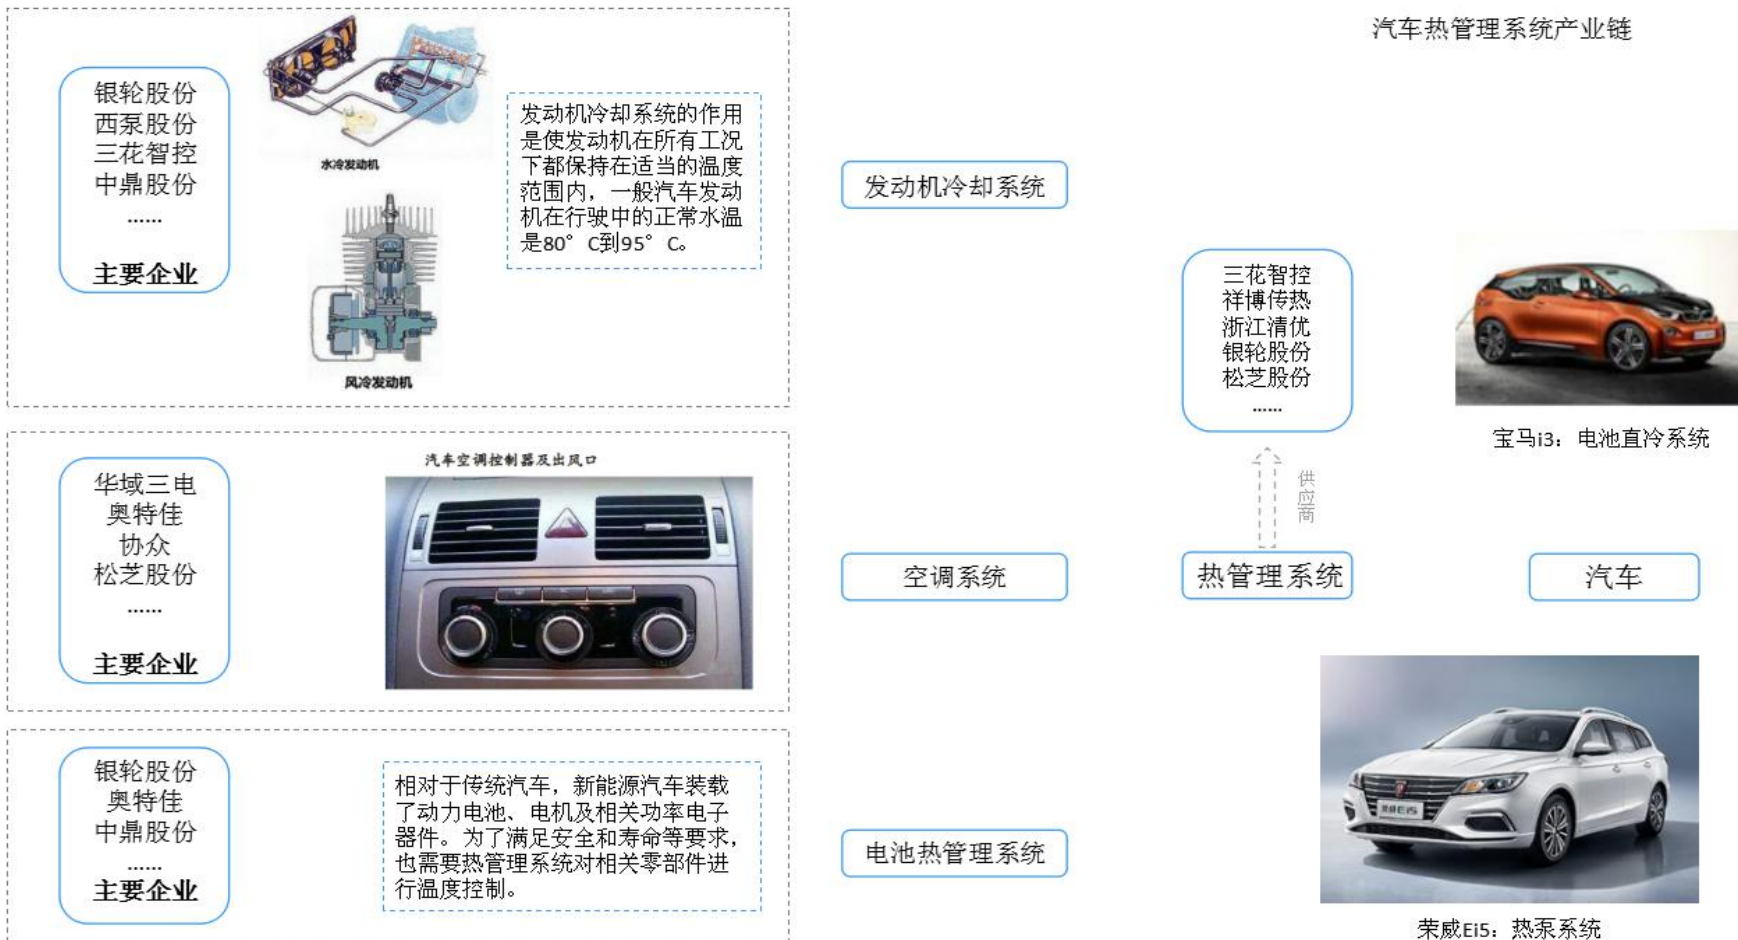 汽车热管理系统产业链
银轮股份
西泵股份
三花智控
中鼎股份
……
主要企业
水冷发动机
风冷发动机
发动机冷却系统的作用
是使发动机在所有工况
下都保持在适当的温度
范围内，一般汽车发动
机在行驶中的正常水温
是80°C到95°C。
发动机冷却系统
三花智控
祥博传热
浙江清优
银轮股份
松芝股份
……
供应商
宝马i3：电池直冷系统
华域三电
奥特佳
协众
松芝股份
……
主要企业
汽车空调控制器及出风口
空调系统
热管理系统
汽车
银轮股份
奥特佳
中鼎股份
……
主要企业
相对于传统汽车，新能源汽车装载
了动力电池、电机及相关功率电子
器件。为了满足安全和寿命等要求，
也需要热管理系统对相关零部件进
行温度控制。
电池热管理系统
荣威Ei5
荣威Ei5：热泵系统